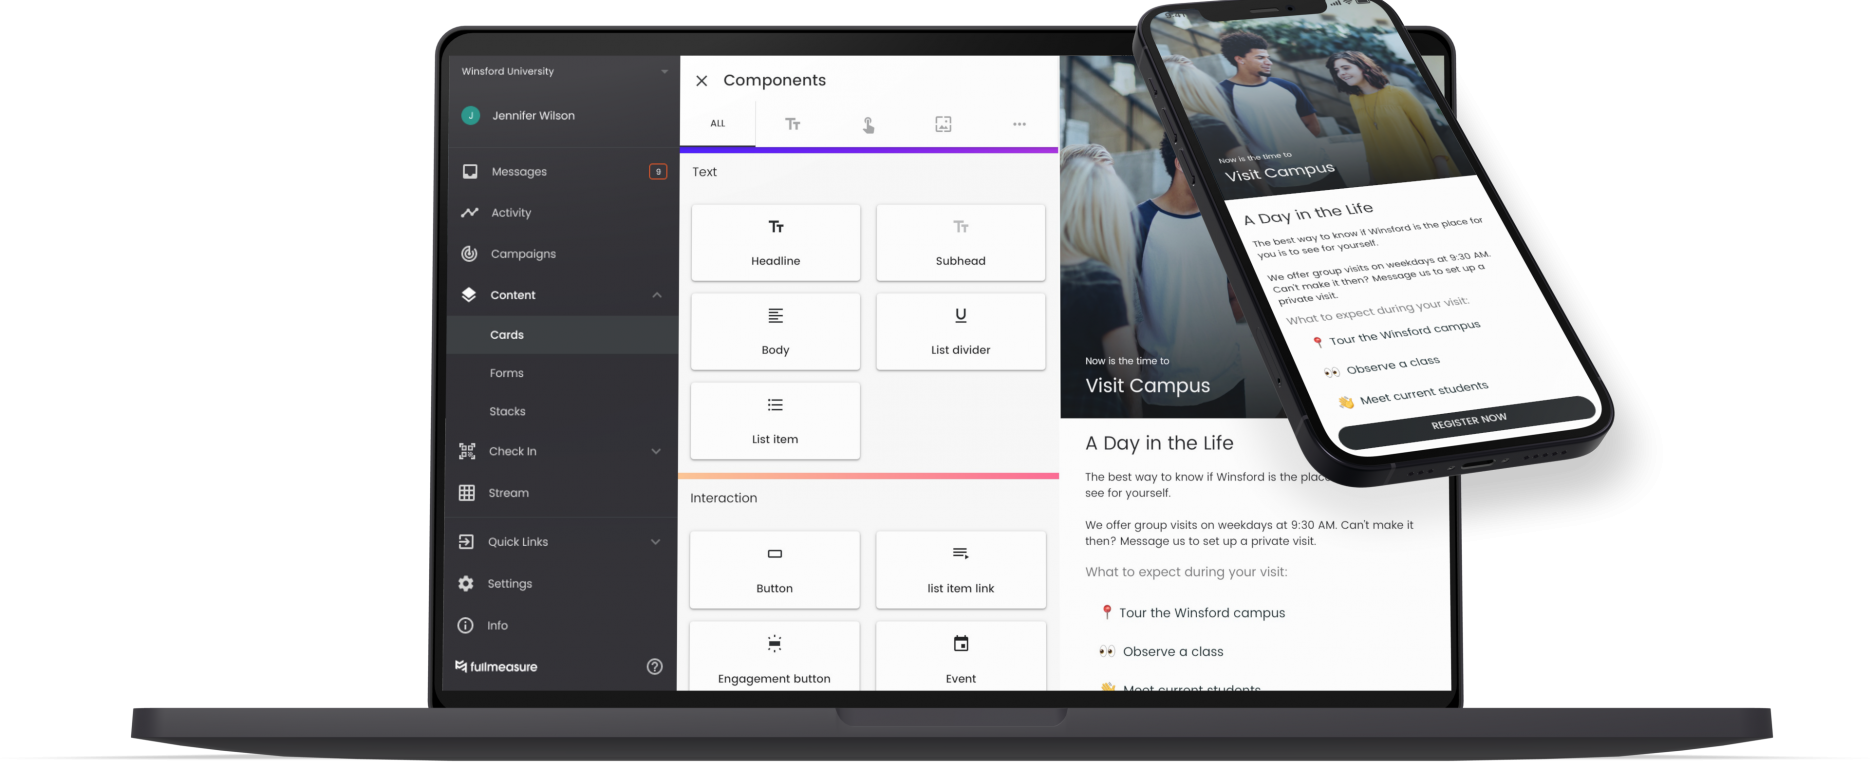 Winsford University
J
Jennifer Wilson
Messages
9
Activity
Campaigns
Content
Cards
Forms
Stacks
Check In
Stream
Quick Links
Settings
Info
fullmeasure
Components
ALL
Text
Headline
Subhead
Body
List divider
List item
Interaction
Button
list item link
Engagement button
Event
Now is the time to
Visit Campus
A Day in the Life
The best way to know if Winsford is the place
see for yourself.
We offer group visits on weekdays at 9:30 AM. Can't make it
then? Message us to set up a private visit.
What to expect during your visit:
📍 Tour the Winsford campus
👀 Observe a class
👋 Meet current students
Now is the time to
Visit Campus
A Day in the Life
The best way to know if Winsford is the place for
you is to see for yourself.
We offer group visits on weekdays at 9:30 AM.
Can't make it then? Message us to set up a
private visit.
What to expect during your visit:
📍 Tour the Winsford campus
👀 Observe a class
👋 Meet current students
REGISTER NOW